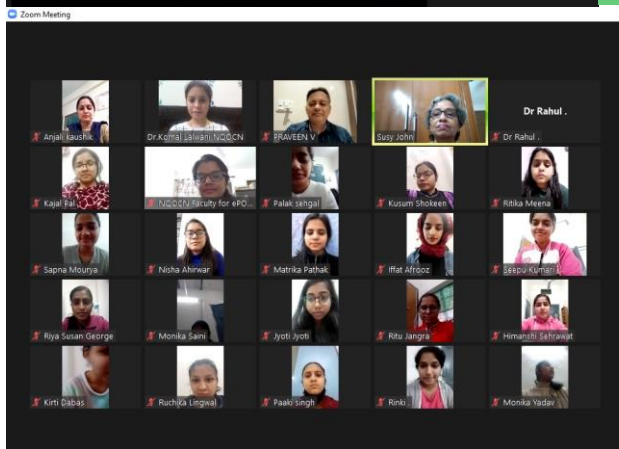 Zoom Meeting
Anjali kaushik
Dr.Komal Lalwani NOOCN
PRAVEEN V
Susy John
Dr Rahul .
Dr Rahul .
Kajal Pal
Faculty for ePO...
Palak sehgal
Kusum Shokeen
Ritika Meena
Sapna Mourya
Nisha Ahirwar
Matrika Pathak
Iffat Afrooz
Seepu Kumari
Riya Susan George
Monika Saini
Jyoti Jyoti
Ritu Jangra
Himanshi Sehrawat
Kirti Dabas
Ruchika Lingwal
Paaki singh
Rinki
Monika Yadav